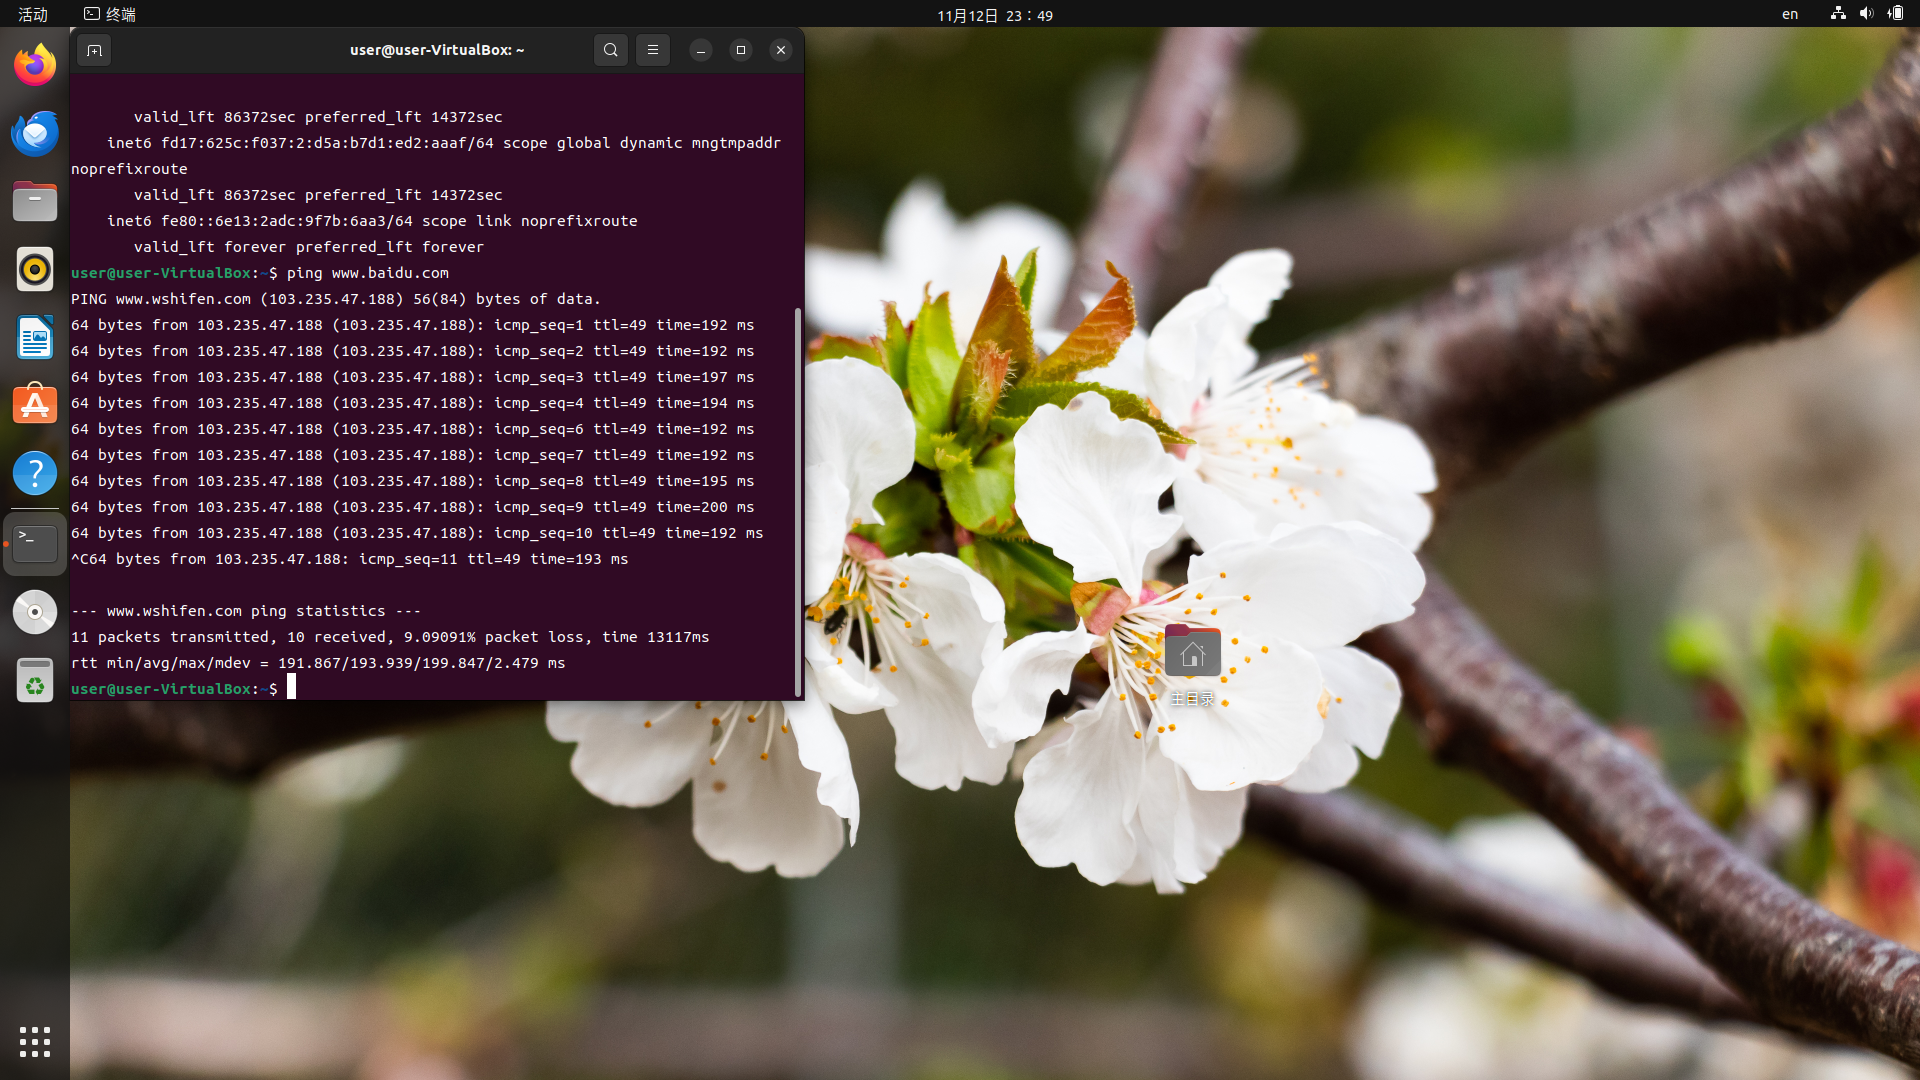 活动 终端 11月12日 23：49 en
user@user-VirtualBox: ~
valid_lft 86372sec preferred_lft 14372sec
inet6 fd17:625c:f037:2:d5a:b7d1:ed2:aaaf/64 scope global dynamic mngtmpaddr
noprefixroute
valid_lft 86372sec preferred_lft 14372sec
inet6 fe80::6e13:2adc:9f7b:6aa3/64 scope link noprefixroute
valid_lft forever preferred_lft forever
user@user-VirtualBox:~$ ping www.baidu.com
PING www.wshifen.com (103.235.47.188) 56(84) bytes of data.
64 bytes from 103.235.47.188 (103.235.47.188): icmp_seq=1 ttl=49 time=192 ms
64 bytes from 103.235.47.188 (103.235.47.188): icmp_seq=2 ttl=49 time=192 ms
64 bytes from 103.235.47.188 (103.235.47.188): icmp_seq=3 ttl=49 time=197 ms
64 bytes from 103.235.47.188 (103.235.47.188): icmp_seq=4 ttl=49 time=194 ms
64 bytes from 103.235.47.188 (103.235.47.188): icmp_seq=6 ttl=49 time=192 ms
64 bytes from 103.235.47.188 (103.235.47.188): icmp_seq=7 ttl=49 time=192 ms
64 bytes from 103.235.47.188 (103.235.47.188): icmp_seq=8 ttl=49 time=195 ms
64 bytes from 103.235.47.188 (103.235.47.188): icmp_seq=9 ttl=49 time=200 ms
64 bytes from 103.235.47.188 (103.235.47.188): icmp_seq=10 ttl=49 time=192 ms
^C64 bytes from 103.235.47.188: icmp_seq=11 ttl=49 time=193 ms
--- www.wshifen.com ping statistics ---
11 packets transmitted, 10 received, 9.09091% packet loss, time 13117ms
rtt min/avg/max/mdev = 191.867/193.939/199.847/2.479 ms
user@user-VirtualBox:~$
主目录